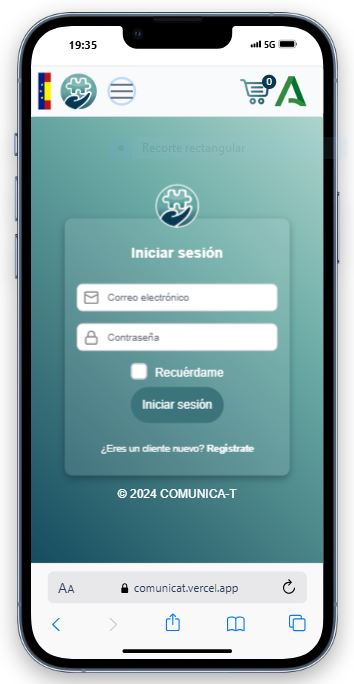 19:35
5G
0
Recorte rectangular
Iniciar sesión
Correo electrónico
Contraseña
Recuérdame
Iniciar sesión
¿Eres un cliente nuevo? Regístrate
© 2024 COMUNICA-T
AA
comunicat.vercel.app